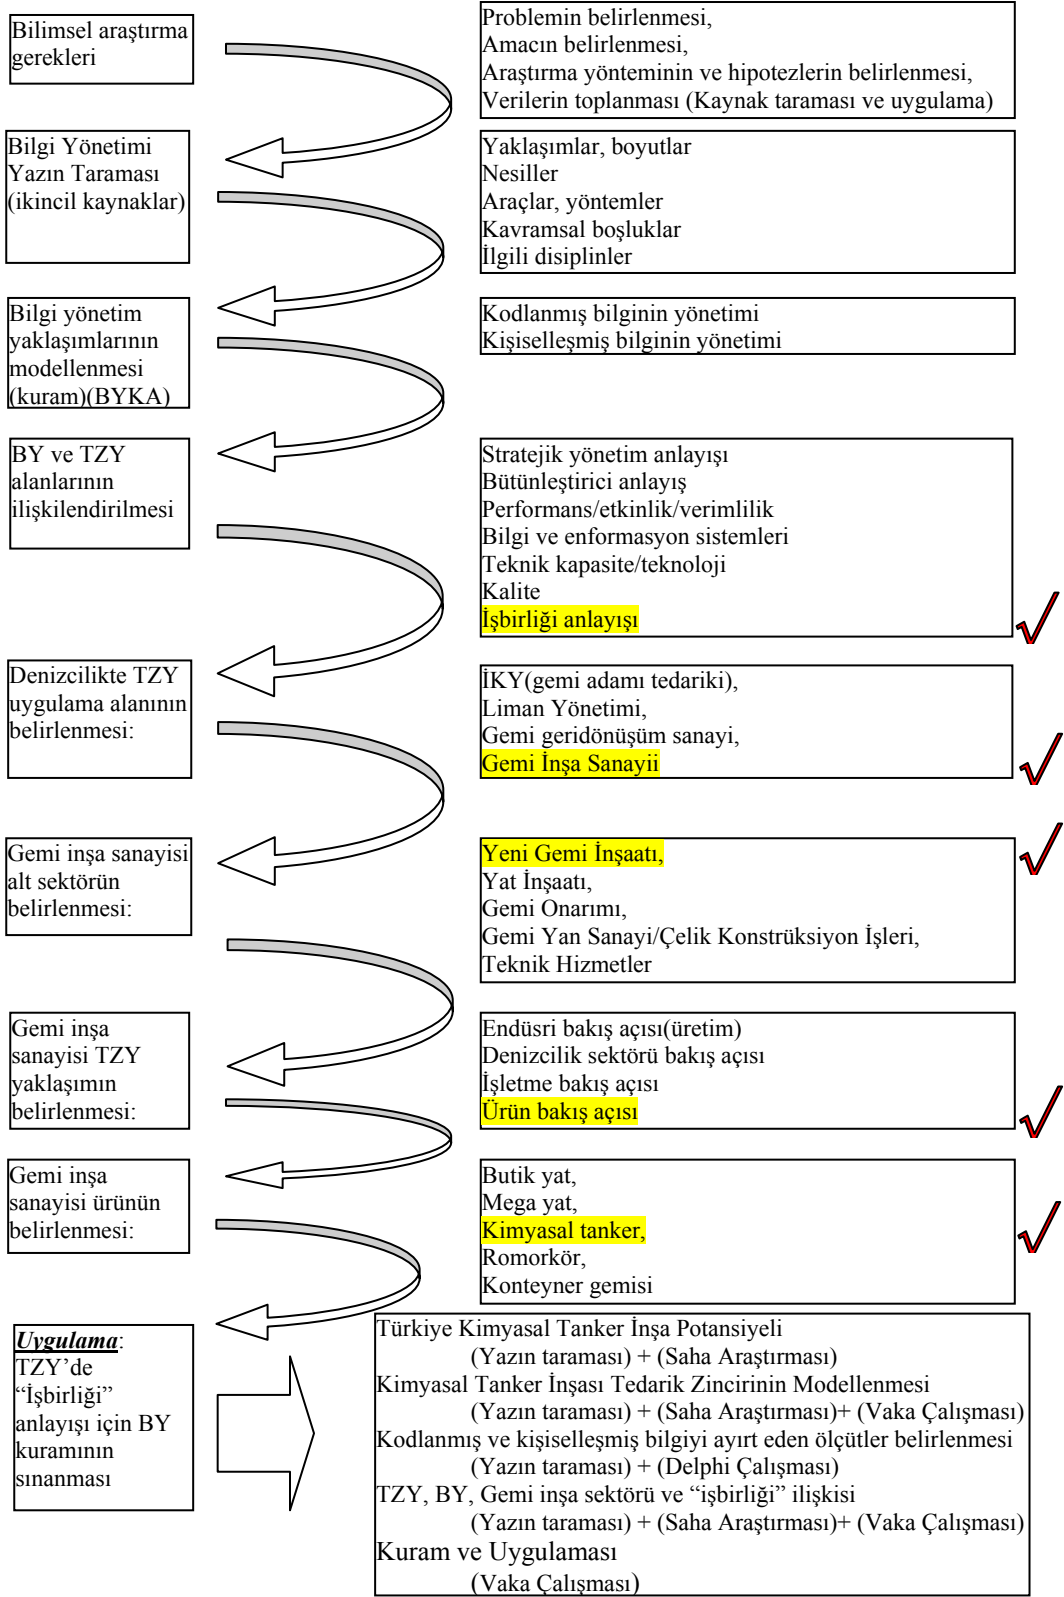 Bilimsel araştırma
gerekleri
Problemin belirlenmesi,
Amacın belirlenmesi,
Araştırma yönteminin ve hipotezlerin belirlenmesi,
Verilerin toplanması (Kaynak taraması ve uygulama)
Bilgi Yönetimi
Yazın Taraması
(ikincil kaynaklar)
Yaklaşımlar, boyutlar
Nesiller
Araçlar, yöntemler
Kavramsal boşluklar
İlgili disiplinler
Bilgi yönetim
yaklaşımlarının
modellenmesi
(kuram)(BYKA)
Kodlanmış bilginin yönetimi
Kişiselleşmiş bilginin yönetimi
BY ve TZY
alanlarının
ilişkilendirilmesi
Stratejik yönetim anlayışı
Bütünleştirici anlayış
Performans/etkinlik/verimlilik
Bilgi ve enformasyon sistemleri
Teknik kapasite/teknoloji
Kalite
İşbirliği anlayışı
Denizcilikte TZY
uygulama alanının
belirlenmesi:
İKY(gemi adamı tedariki),
Liman Yönetimi,
Gemi geridönüşüm sanayi,
Gemi İnşa Sanayii
Gemi inşa sanayisi
alt sektörün
belirlenmesi:
Yeni Gemi İnşaatı,
Yat İnşaatı,
Gemi Onarımı,
Gemi Yan Sanayi/Çelik Konstrüksiyon İşleri,
Teknik Hizmetler
Gemi inşa
sanayisi TZY
yaklaşımın
belirlenmesi:
Endüsri bakış açısı(üretim)
Denizcilik sektörü bakış açısı
İşletme bakış açısı
Ürün bakış açısı
Gemi inşa
sanayisi ürünün
belirlenmesi:
Butik yat,
Mega yat,
Kimyasal tanker,
Romorkör,
Konteyner gemisi
Uygulama:
TZY’de
“İşbirliği”
anlayışı için BY
kuramının
sınanması
Türkiye Kimyasal Tanker İnşa Potansiyeli
(Yazın taraması) + (Saha Araştırması)
Kimyasal Tanker İnşası Tedarik Zincirinin Modellenmesi
(Yazın taraması) + (Saha Araştırması)+ (Vaka Çalışması)
Kodlanmış ve kişiselleşmiş bilgiyi ayırt eden ölçütler belirlenmesi
(Yazın taraması) + (Delphi Çalışması)
TZY, BY, Gemi inşa sektörü ve “işbirliği” ilişkisi
(Yazın taraması) + (Saha Araştırması)+ (Vaka Çalışması)
Kuram ve Uygulaması
(Vaka Çalışması)